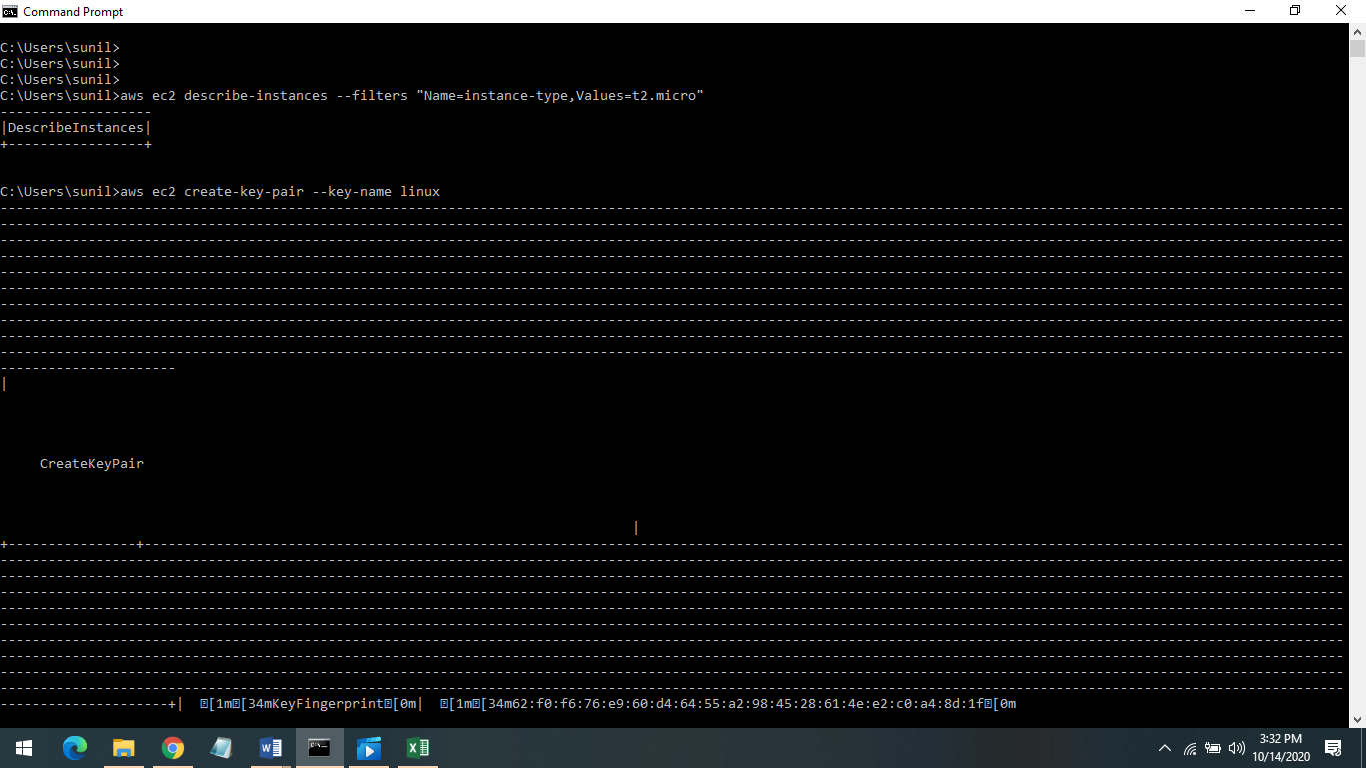 Command Prompt
C:\Users\sunil>
C:\Users\sunil>
C:\Users\sunil>
C:\Users\sunil>aws ec2 describe-instances --filters "Name=instance-type,Values=t2.micro"
-------------------
|DescribeInstances|
+-----------------+
C:\Users\sunil>aws ec2 create-key-pair --key-name linux
|
CreateKeyPair
|
+----------------+
+| [1m[34mKeyFingerprint[0m| [1m[34m62:f0:f6:76:e9:60:d4:64:55:a2:98:45:28:61:4e:e2:c0:a4:8d:1f[0m
3:32 PM
10/14/2020